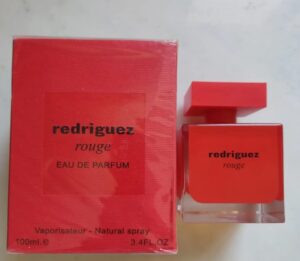 redriguez
rouge
EAU DE PARFUM
Vaporisateur - Natural spray
100ml.e 3.4FL.OZ
redriguez
rouge